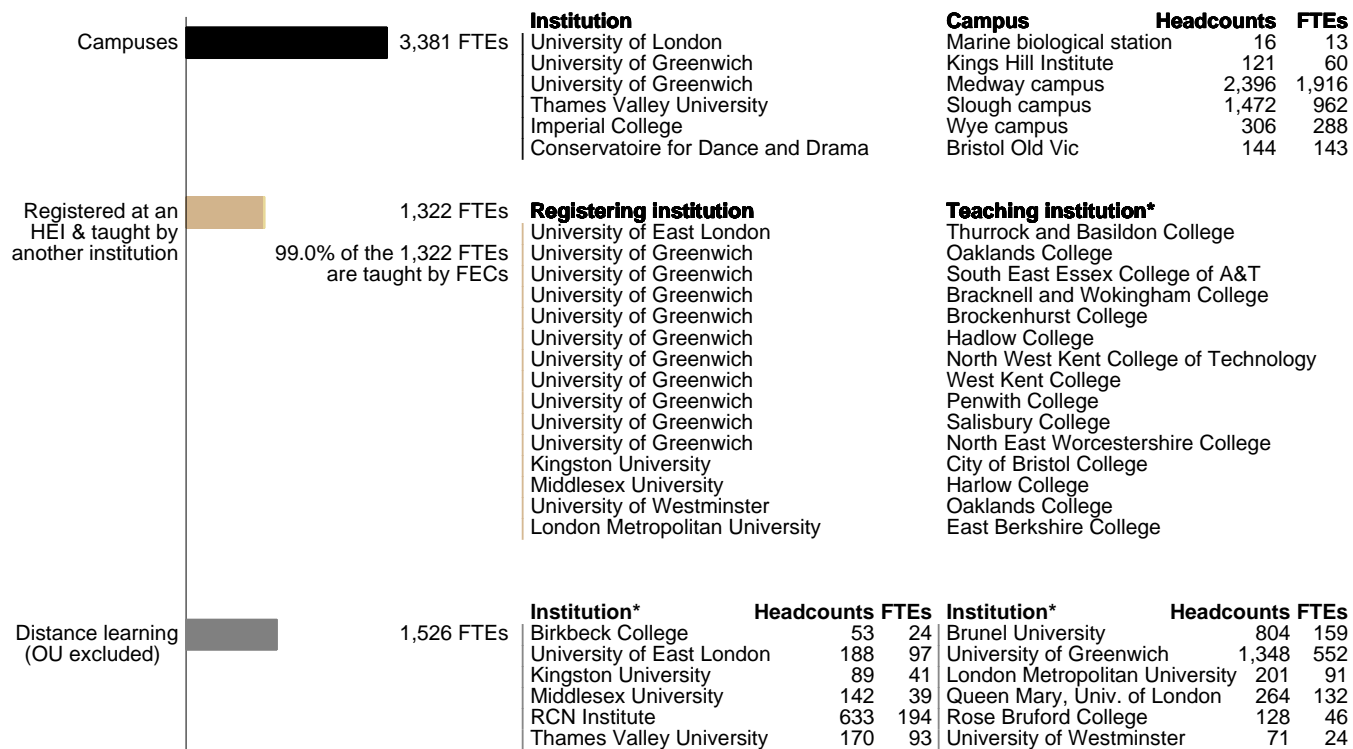 Institution Campus Headcounts FTEs
Campuses 3,381 FTEs University of London Marine biological station 16 13
University of Greenwich Kings Hill Institute 121 60
University of Greenwich Medway campus 2,396 1,916
Thames Valley University Slough campus 1,472 962
Imperial College Wye campus 306 288
Conservatoire for Dance and Drama Bristol Old Vic 144 143
Registered at an 1,322 FTEs Registering institution Teaching institution*
HEI & taught by University of East London Thurrock and Basildon College
another institution 99.0% of the 1,322 FTEs University of Greenwich Oaklands College
are taught by FECs University of Greenwich South East Essex College of A&T
University of Greenwich Bracknell and Wokingham College
University of Greenwich Brockenhurst College
University of Greenwich Hadlow College
University of Greenwich North West Kent College of Technology
University of Greenwich West Kent College
University of Greenwich Penwith College
University of Greenwich Salisbury College
University of Greenwich North East Worcestershire College
Kingston University City of Bristol College
Middlesex University Harlow College
University of Westminster Oaklands College
London Metropolitan University East Berkshire College
Institution* Headcounts FTEs Institution* Headcounts FTEs
Distance learning 1,526 FTEs Birkbeck College 53 24 Brunel University 804 159
(OU excluded) University of East London 188 97 University of Greenwich 1,348 552
Kingston University 89 41 London Metropolitan University 201 91
Middlesex University 142 39 Queen Mary, Univ. of London 264 132
RCN Institute 633 194 Rose Bruford College 128 46
Thames Valley University 170 93 University of Westminster 71 24